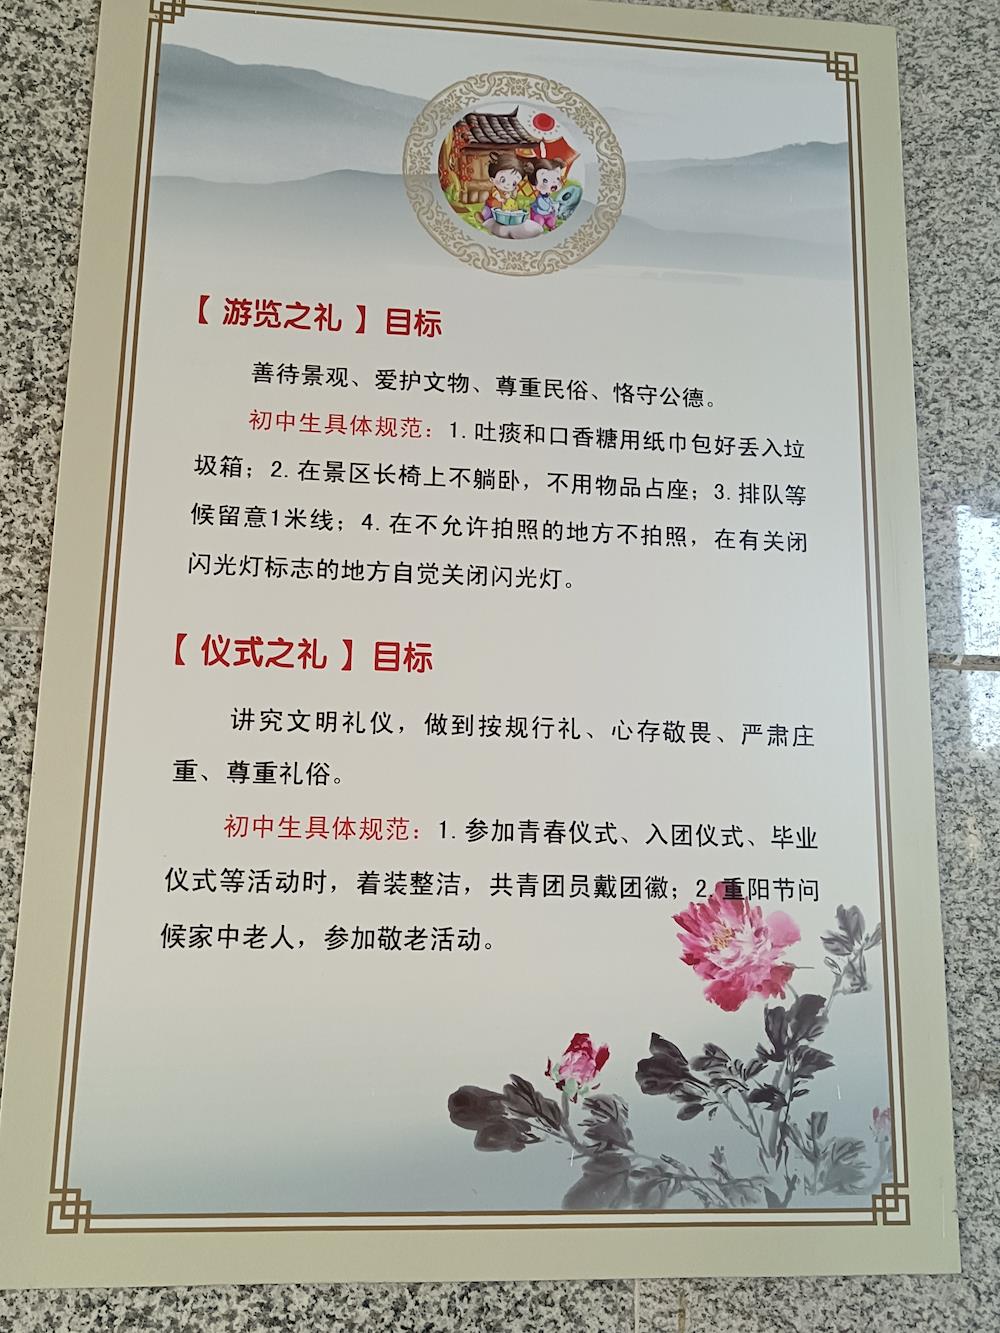 【 游览之礼 】目标
善待景观、爱护文物、尊重民俗、恪守公德。
初中生具体规范：1.吐痰和口香糖用纸巾包好丢入垃
圾箱；2.在景区长椅上不躺卧，不用物品占座；3.排队等
候留意1米线；4.在不允许拍照的地方不拍照，在有关闭
闪光灯标志的地方自觉关闭闪光灯。
【 仪式之礼 】目标
讲究文明礼仪，做到按规行礼、心存敬畏、严肃庄
重、尊重礼俗。
初中生具体规范：1.参加青春仪式、入团仪式、毕业
仪式等活动时，着装整洁，共青团员戴团徽；2.重阳节问
候家中老人，参加敬老活动。